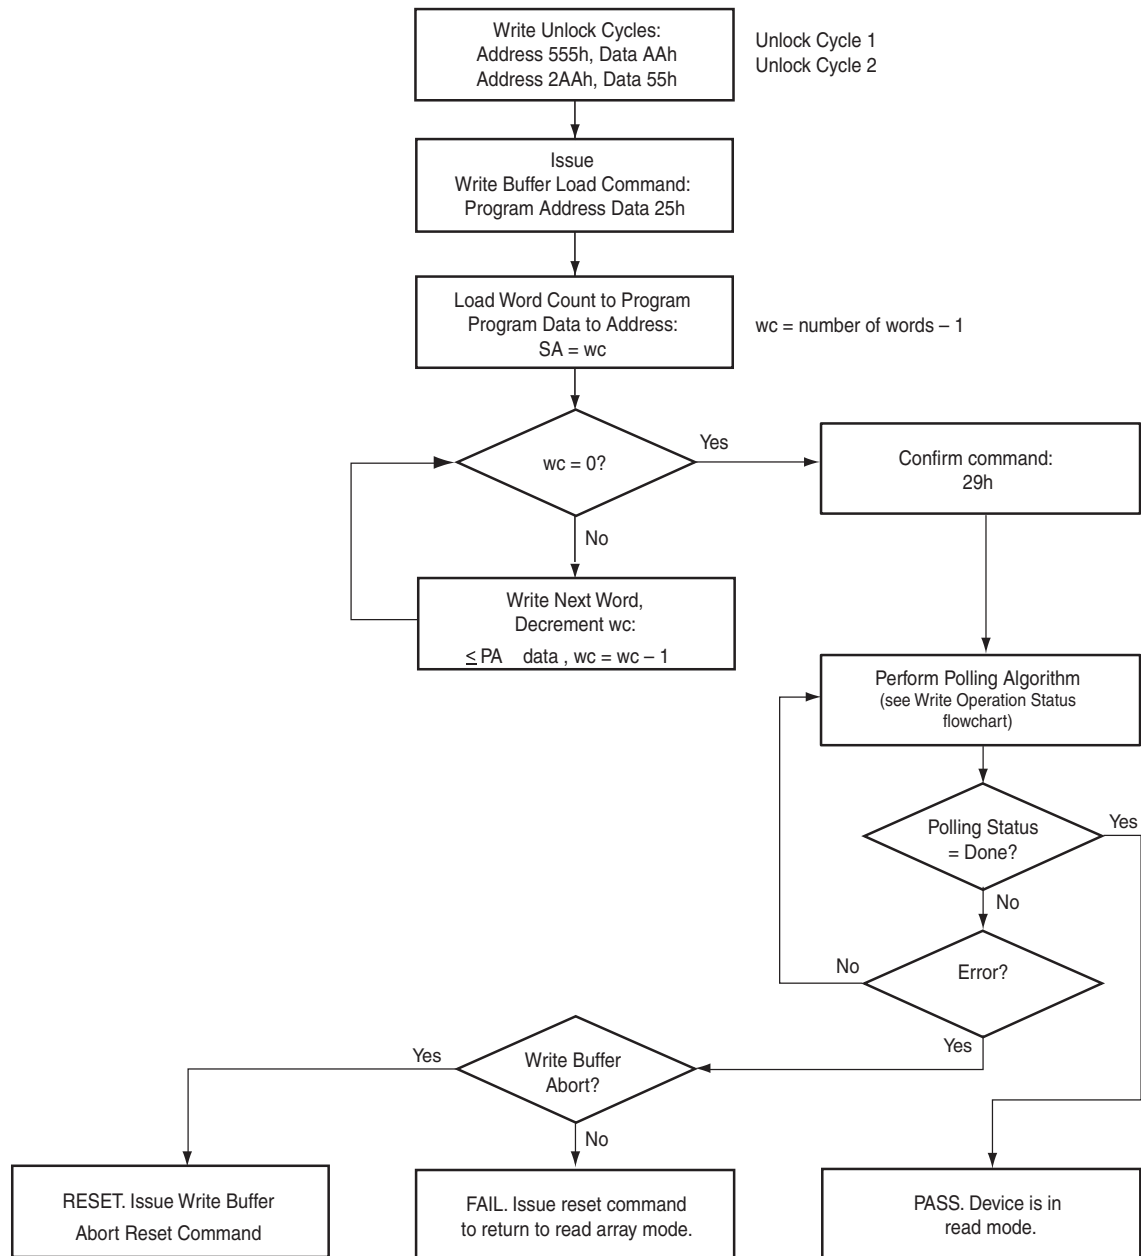 Write Unlock Cycles:
Address 555h, Data AAh
Address 2AAh, Data 55h
Unlock Cycle 1
Unlock Cycle 2
Issue
Write Buffer Load Command:
Program Address Data 25h
Load Word Count to Program
Program Data to Address:
SA = wc
wc = number of words – 1
wc = 0?
Yes
Confirm command:
29h
No
Write Next Word,
Decrement wc:
≤ PA data , wc = wc – 1
Perform Polling Algorithm
(see Write Operation Status
flowchart)
Polling Status
= Done?
Yes
No
Error?
No
Yes
Write Buffer
Abort?
Yes
No
RESET. Issue Write Buffer
Abort Reset Command
FAIL. Issue reset command
to return to read array mode.
PASS. Device is in
read mode.